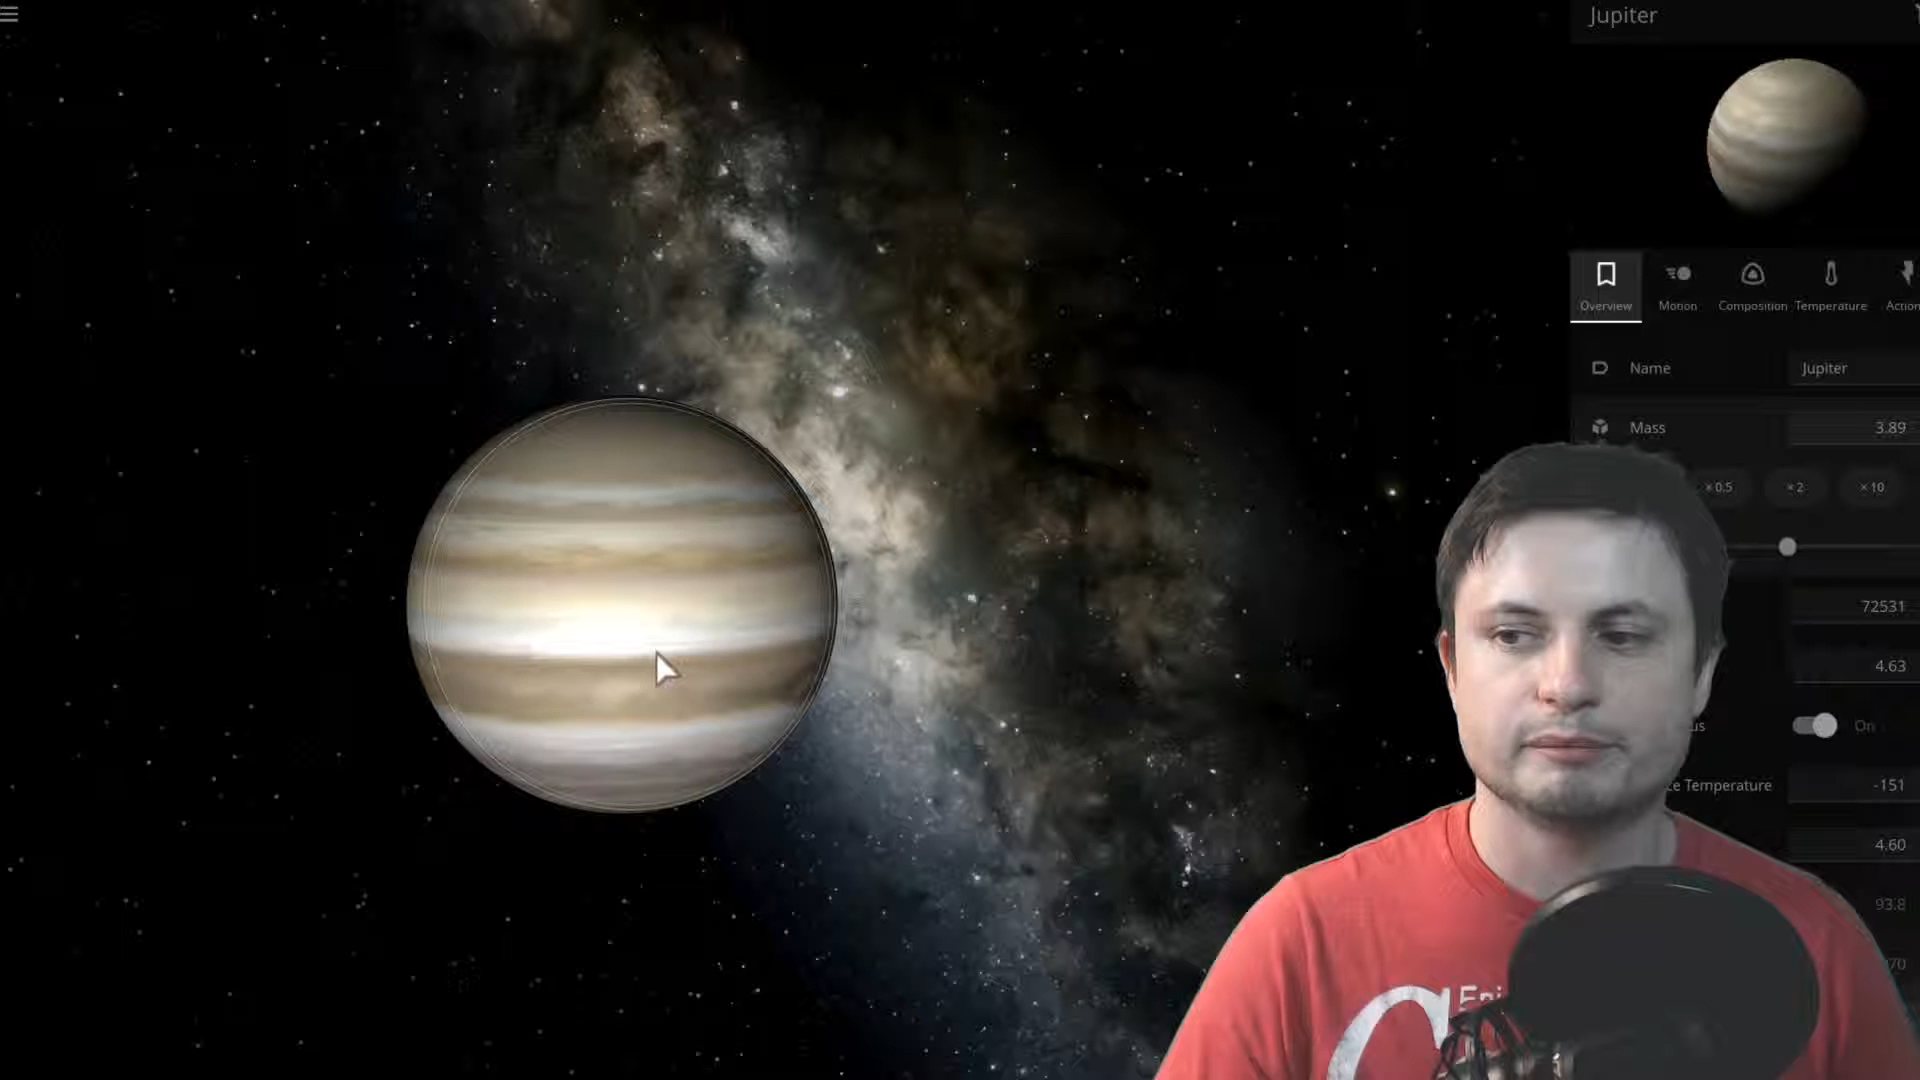 Jupiter
Overview
Motion
Composition
Temperature
Name
Jupiter
Mass
3.89
×0.5
×2
×10
72531
4.63
On
Temperature
-151
4.60
93.8